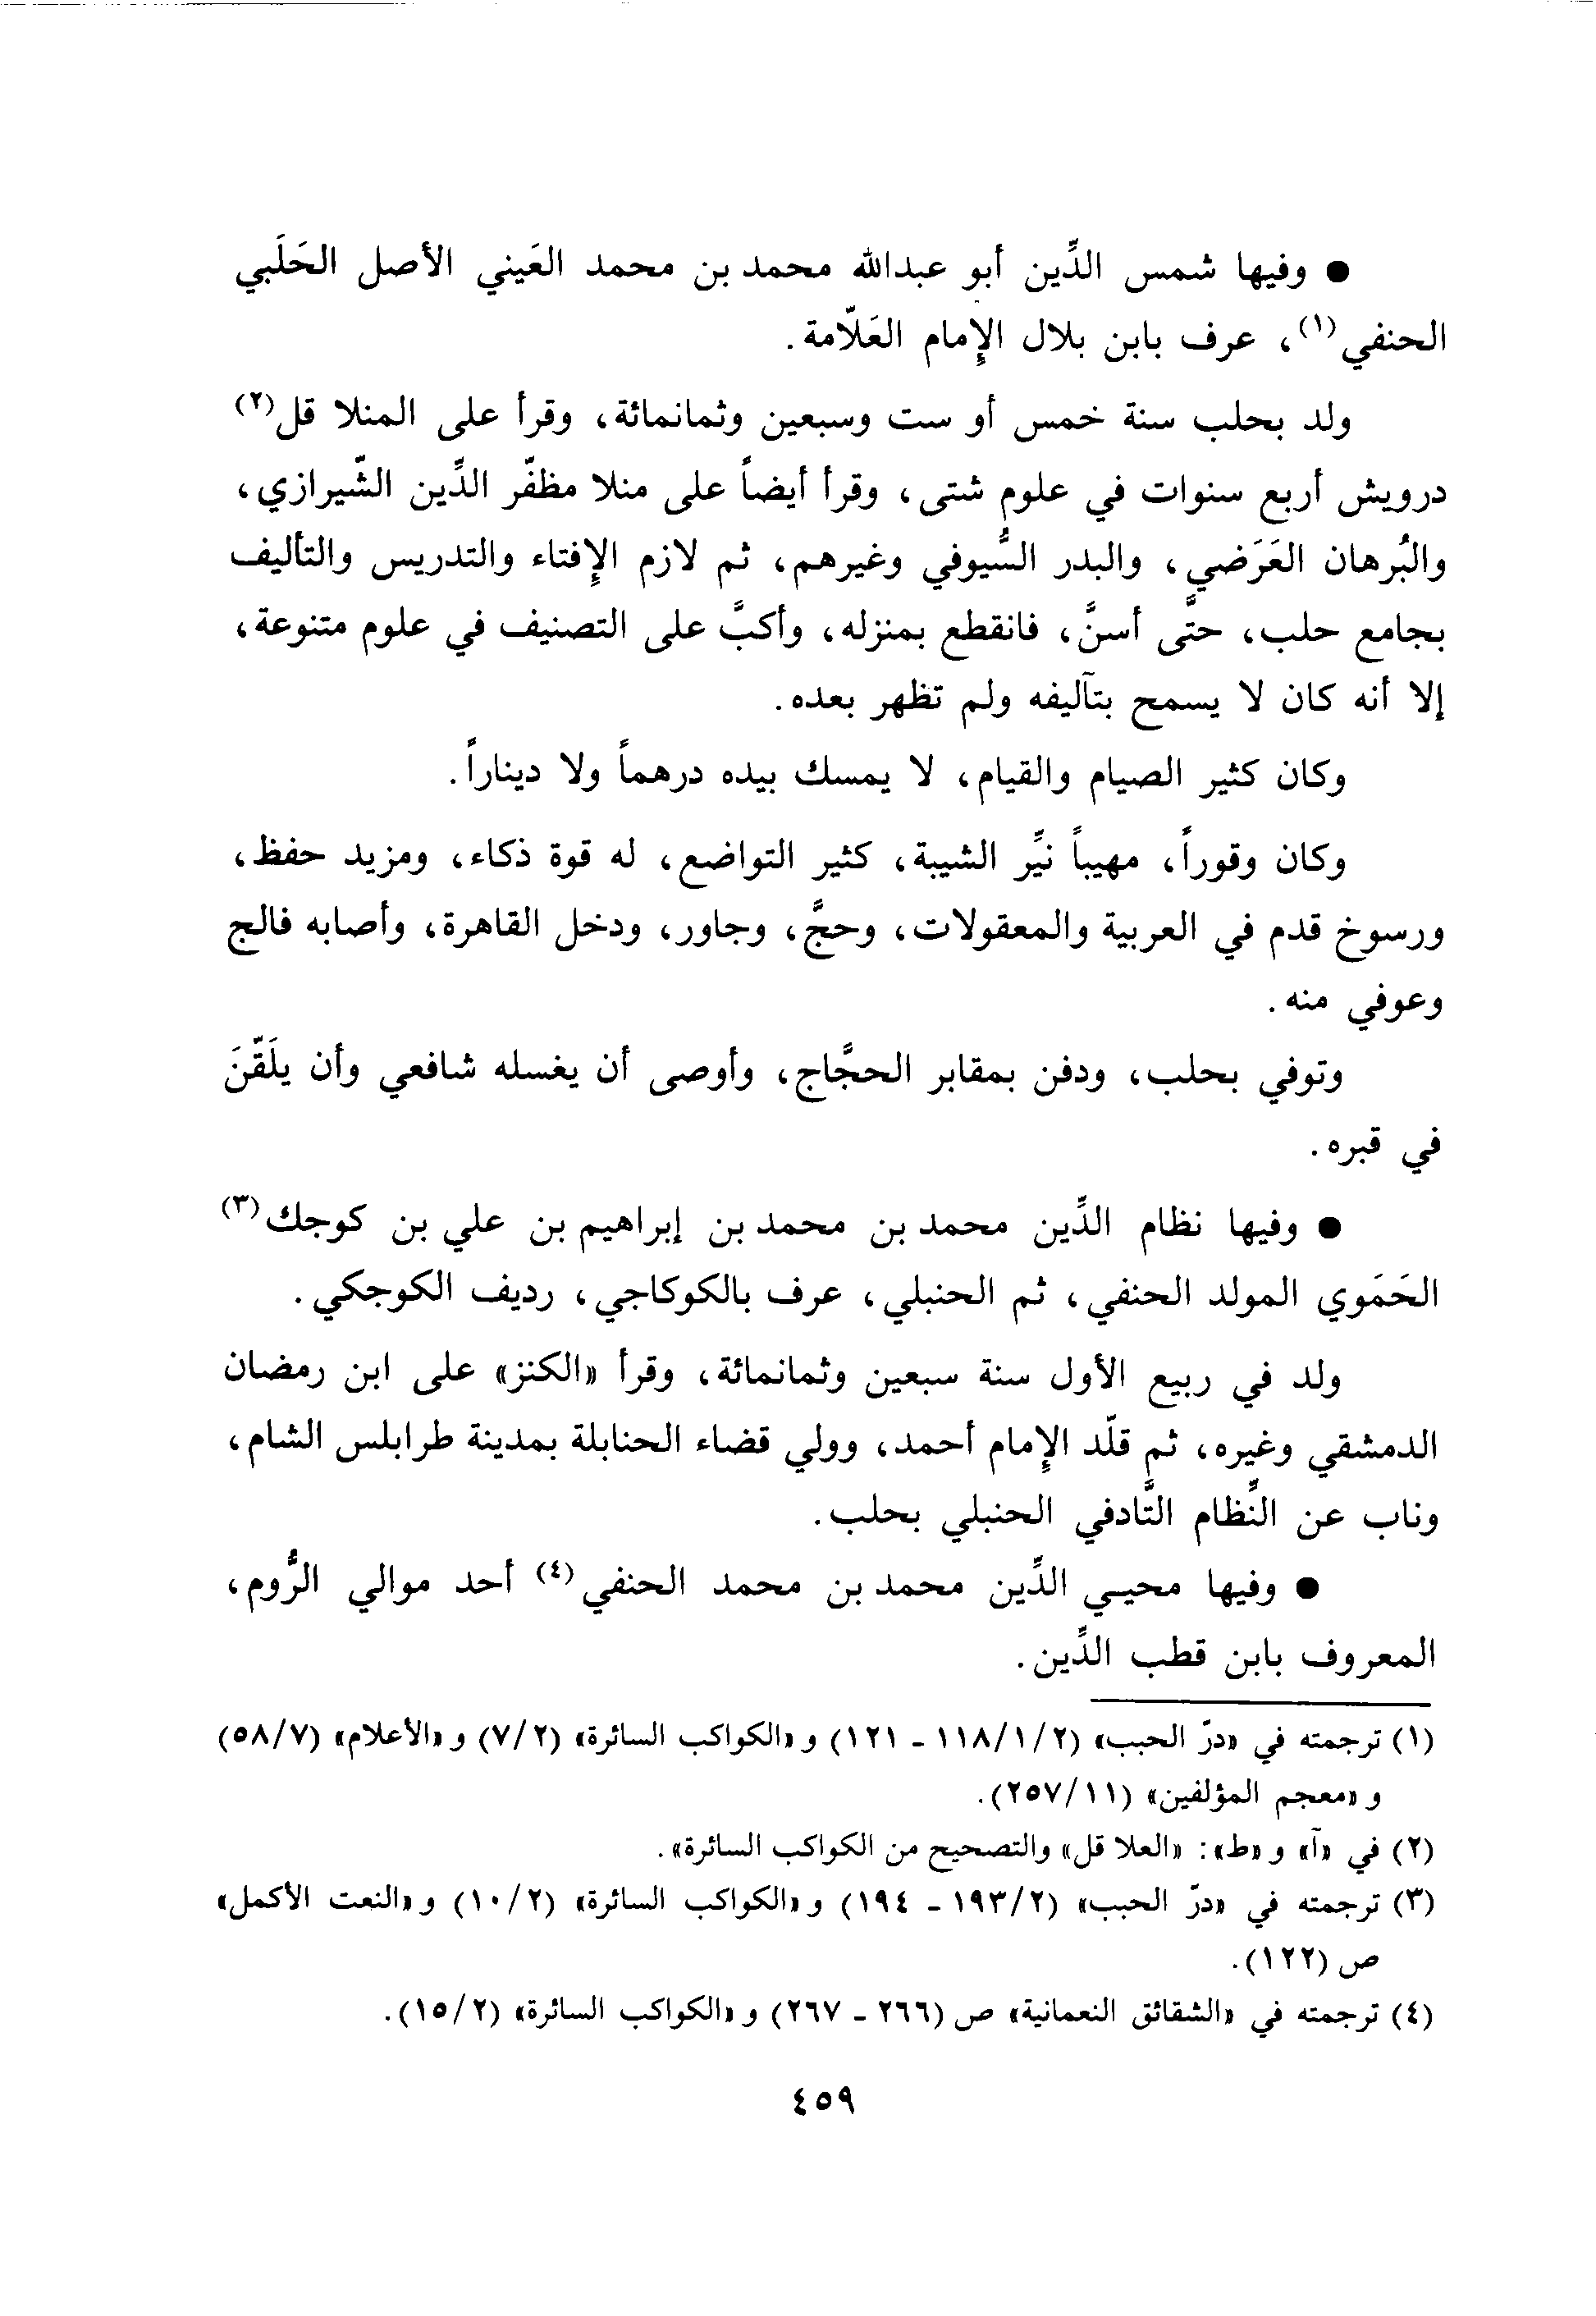 ● وفيها شمس الدِّين أبو عبدالله محمد بن محمد العَيني الأصل الحَلَبي
الحنفي(١)، عرف بابن بلال الإِمام العَلّامة.
ولد بحلب سنة خمس أو ست وسبعين وثمانمائة، وقرأ على المنلا قل(٢)
درويش أربع سنوات في علوم شتى، وقرأ أيضاً على منلا مظفّر الدِّين الشّيرازي،
والبُرهان العَرَضي، والبدر السُّيوفي وغيرهم، ثم لازم الإِفتاء والتدريس والتأليف
بجامع حلب، حتَّى أسنَّ، فانقطع بمنزله، وأكبَّ على التصنيف في علوم متنوعة،
إلا أنه كان لا يسمح بتآليفه ولم تظهر بعده.
وكان كثير الصيام والقيام، لا يمسك بيده درهماً ولا ديناراً.
وكان وقوراً، مهيباً نيِّر الشيبة، كثير التواضع، له قوة ذكاء، ومزيد حفظ،
ورسوخ قدم في العربية والمعقولات، وحجَّ، وجاور، ودخل القاهرة، وأصابه فالج
وعوفي منه.
وتوفي بحلب، ودفن بمقابر الحجَّاج، وأوصى أن يغسله شافعي وأن يلَقّنَ
في قبره.
● وفيها نظام الدِّين محمد بن محمد بن إبراهيم بن علي بن كوجك(٣)
الحَمَوي المولد الحنفي، ثم الحنبلي، عرف بالكوكاجي، رديف الكوجكي.
ولد في ربيع الأول سنة سبعين وثمانمائة، وقرأ «الكنز» على ابن رمضان
الدمشقي وغيره، ثم قلّد الإِمام أحمد، وولي قضاء الحنابلة بمدينة طرابلس الشام،
وناب عن النِّظام التَّادفي الحنبلي بحلب.
● وفيها محيـي الدِّين محمد بن محمد الحنفي(٤) أحد موالي الرُّوم،
المعروف بابن قطب الدِّين.
(١) ترجمته في «درّ الحبب» (٢/١/١١٨ - ١٢١) و«الكواكب السائرة» (٧/٢) و«الأعلام» (٥٨/٧)
و«معجم المؤلفين» (٢٥٧/١١).
(٢) في «آ» و«ط»: «العلا قل» والتصحيح من الكواكب السائرة».
(٣) ترجمته في «درّ الحبب» (١٩٣/٢ - ١٩٤) و«الكواكب السائرة» (١٠/٢) و«النعت الأكمل»
ص (١٢٢).
(٤) ترجمته في «الشقائق النعمانية» ص (٢٦٦ - ٢٦٧) و«الكواكب السائرة» (١٥/٢).
٤٥٩